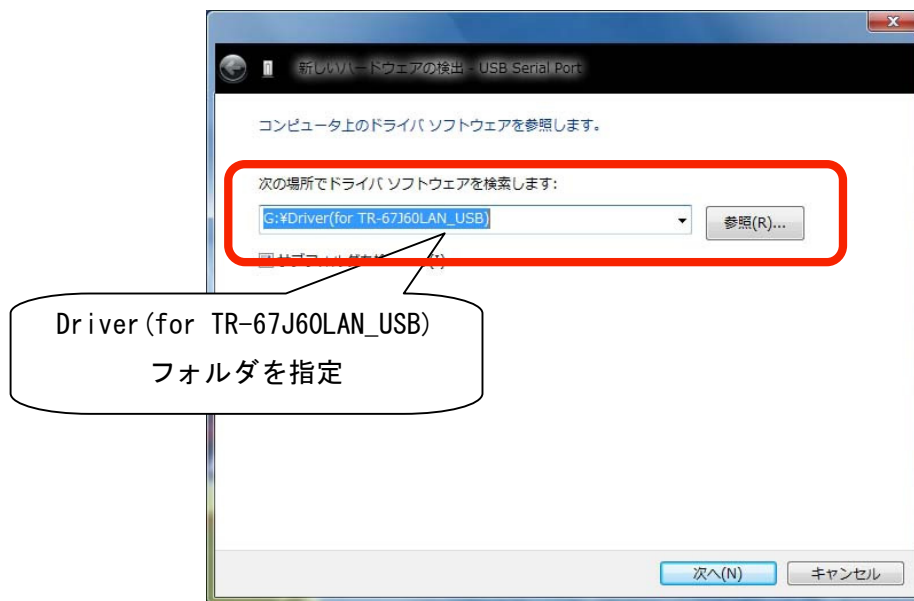 新しいハードウェアの検出 - USB Serial Port
コンピュータ上のドライバ ソフトウェアを参照します。
次の場所でドライバ ソフトウェアを検索します:
G:¥Driver(for TR-67J60LAN_USB)
参照(R)...
Driver(for TR-67J60LAN_USB)
フォルダを指定
次へ(N)
キャンセル